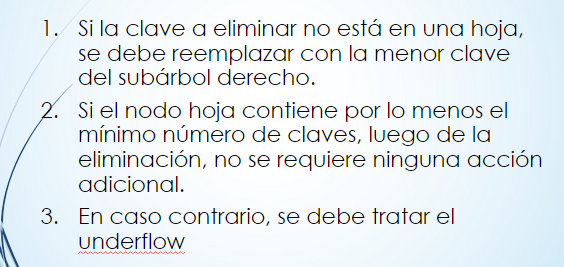 1. Si la clave a eliminar no está en una hoja,
se debe reemplazar con la menor clave
del subárbol derecho.
2. Si el nodo hoja contiene por lo menos el
mínimo número de claves, luego de la
eliminación, no se requiere ninguna acción
adicional.
3. En caso contrario, se debe tratar el
underflow